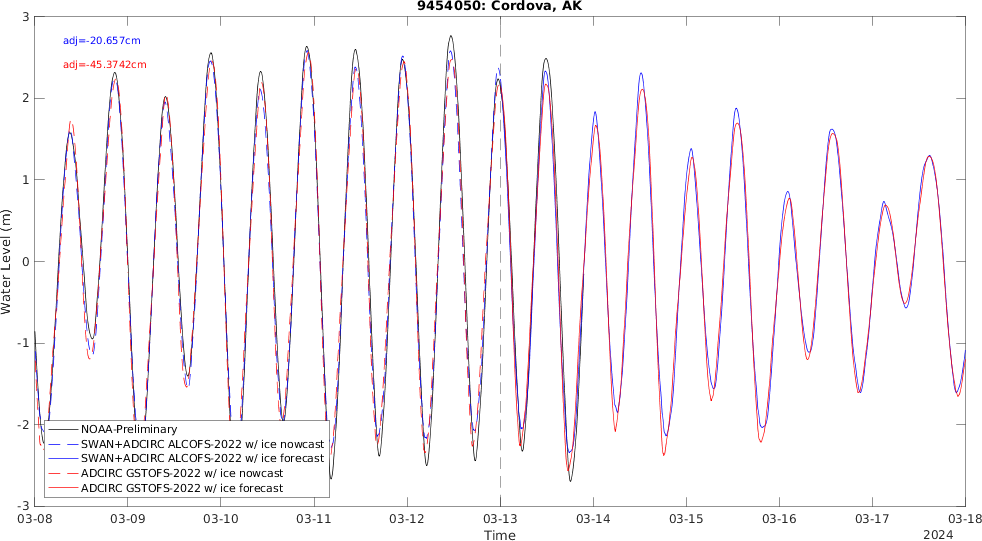 9454050: Cordova, AK
adj=-20.657cm
adj=-45.3742cm
3
2
1
0
-1
-2
-3
Water Level (m)
NOAA-Preliminary
SWAN+ADCIRC ALCOFS-2022 w/ ice nowcast
SWAN+ADCIRC ALCOFS-2022 w/ ice forecast
ADCIRC GSTOFS-2022 w/ ice nowcast
ADCIRC GSTOFS-2022 w/ ice forecast
03-08 03-09 03-10 03-11 03-12 03-13 03-14 03-15 03-16 03-17 03-18
Time
2024